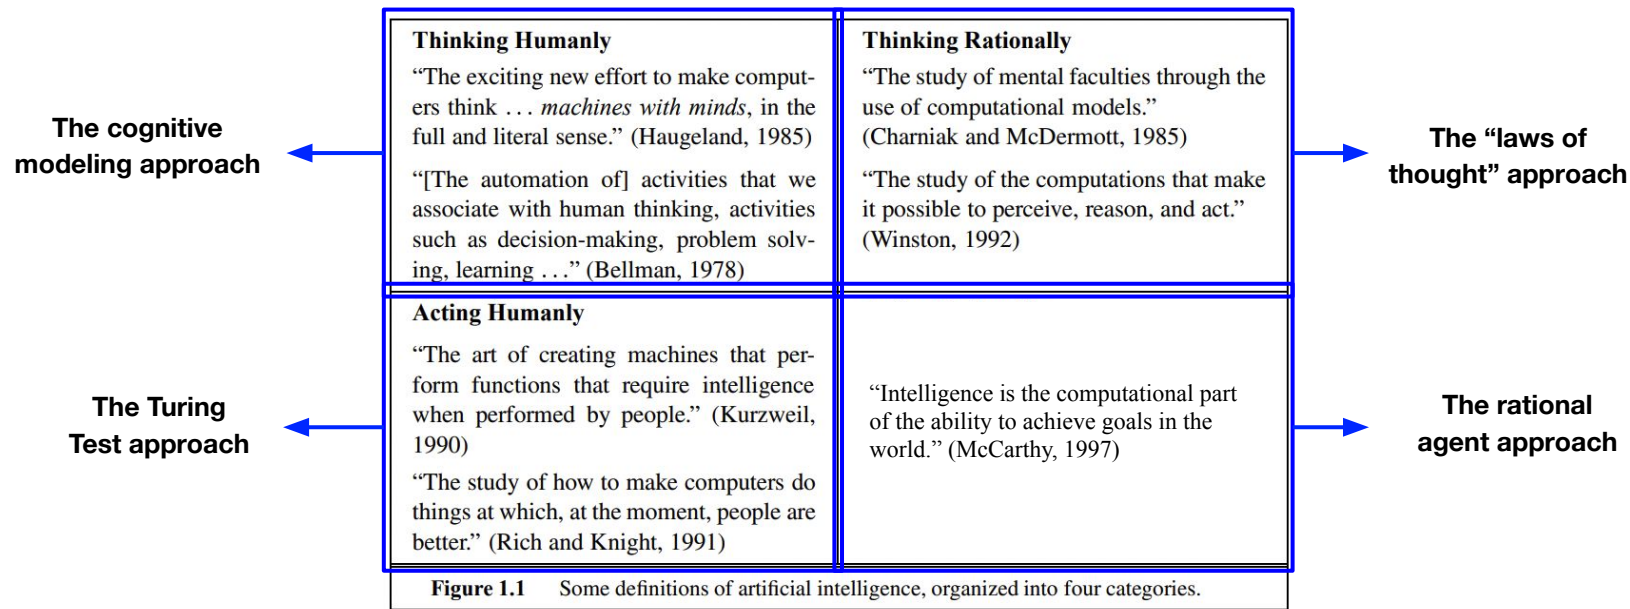 The cognitive
modeling approach
Thinking Humanly
“The exciting new effort to make comput-
ers think . . . machines with minds, in the
full and literal sense.” (Haugeland, 1985)
“[The automation of] activities that we
associate with human thinking, activities
such as decision-making, problem solv-
ing, learning . . .” (Bellman, 1978)
Thinking Rationally
“The study of mental faculties through the
use of computational models.”
(Charniak and McDermott, 1985)
“The study of the computations that make
it possible to perceive, reason, and act.”
(Winston, 1992)
The “laws of
thought” approach
The Turing
Test approach
Acting Humanly
“The art of creating machines that per-
form functions that require intelligence
when performed by people.” (Kurzweil,
1990)
“The study of how to make computers do
things at which, at the moment, people are
better.” (Rich and Knight, 1991)
“Intelligence is the computational part
of the ability to achieve goals in the
world.” (McCarthy, 1997)
The rational
agent approach
Figure 1.1 Some definitions of artificial intelligence, organized into four categories.